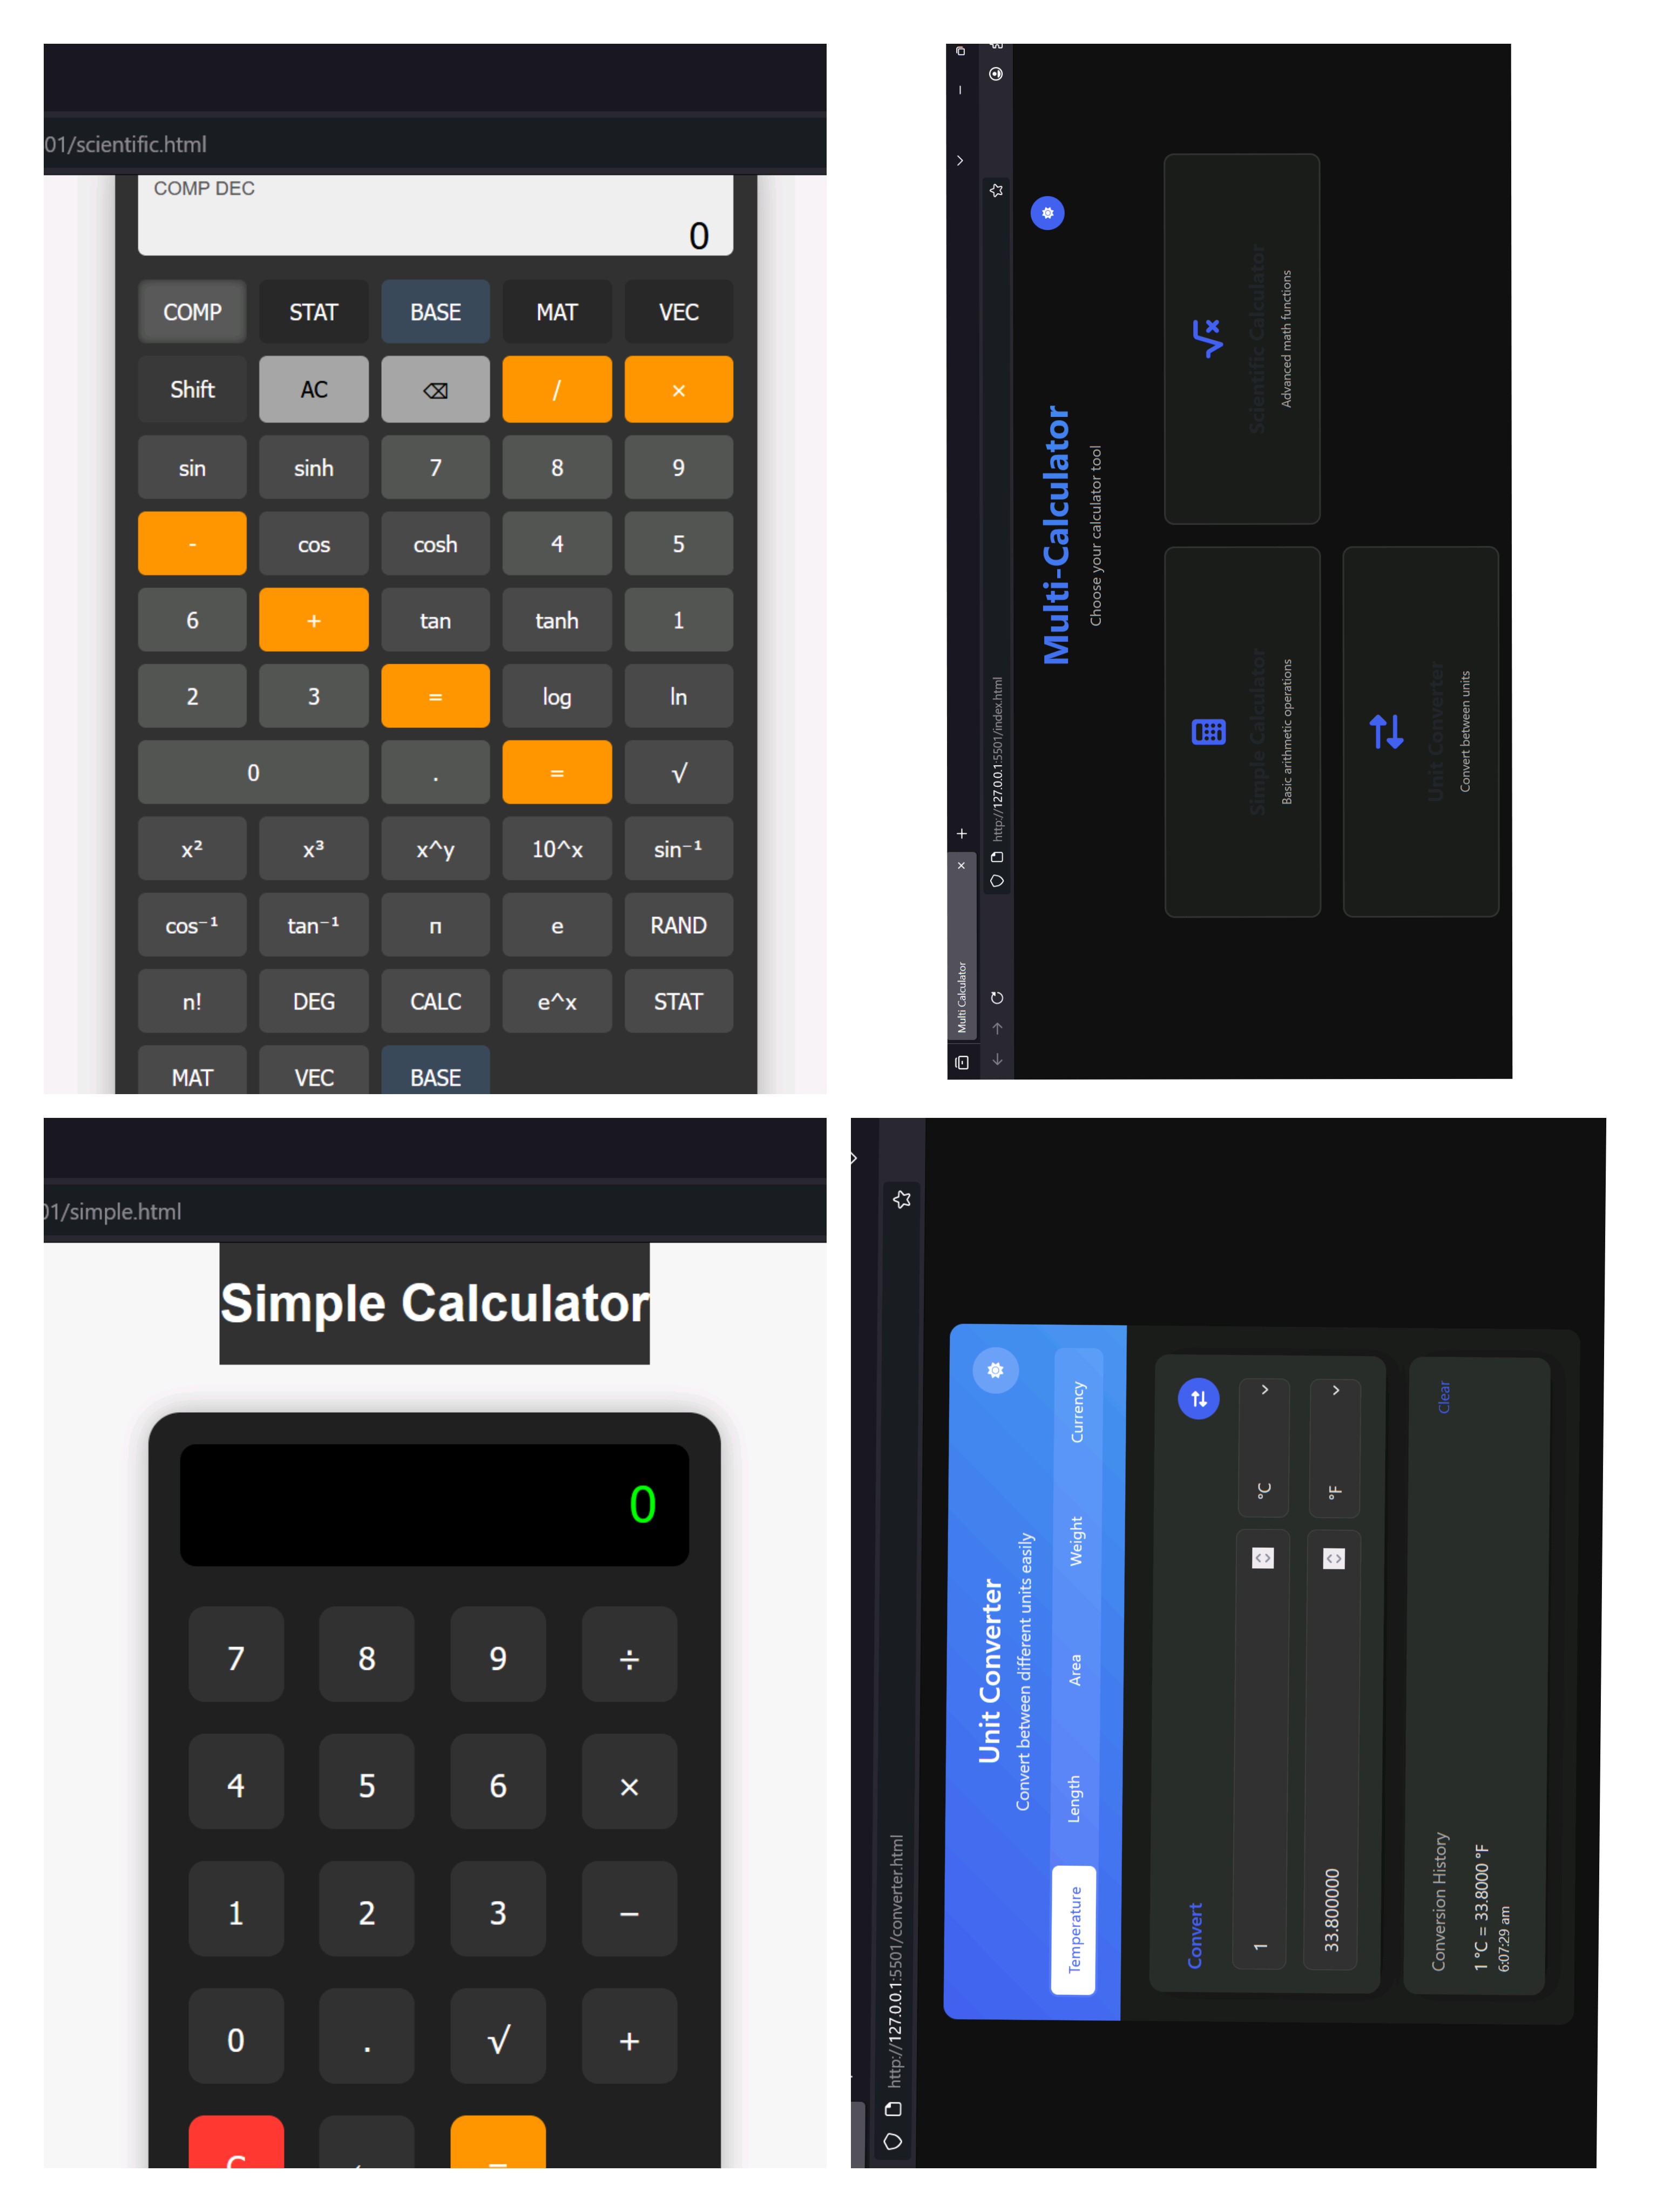 01/scientific.html
COMP DEC
0
COMP STAT BASE MAT VEC
Shift AC ⌫ / ×
sin sinh 7 8 9
- cos cosh 4 5
6 + tan tanh 1
2 3 = log ln
0 . = √
x² x³ x^y 10^x sin⁻¹
cos⁻¹ tan⁻¹ π e RAND
n! DEG CALC e^x STAT
MAT VEC BASE
Multi Calculator
http://127.0.0.1:5501/index.html
Multi-Calculator
Choose your calculator tool
Simple Calculator
Basic arithmetic operations
Scientific Calculator
Advanced math functions
Unit Converter
Convert between units
01/simple.html
Simple Calculator
0
7 8 9 ÷
4 5 6 ×
1 2 3 −
0 . √ +
C =
http://127.0.0.1:5501/converter.html
Unit Converter
Convert between different units easily
Temperature Length Area Weight Currency
Convert
1 °C
33.800000 °F
Conversion History Clear
1 °C = 33.8000 °F
6:07:29 am